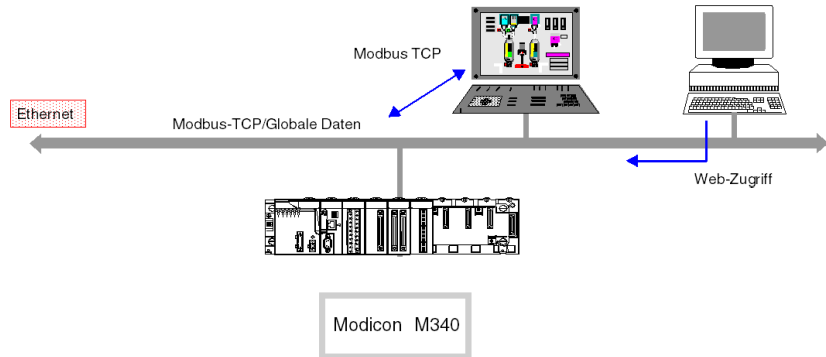 Modbus TCP
Ethernet
Modbus-TCP/Globale Daten
Web-Zugriff
Modicon M340